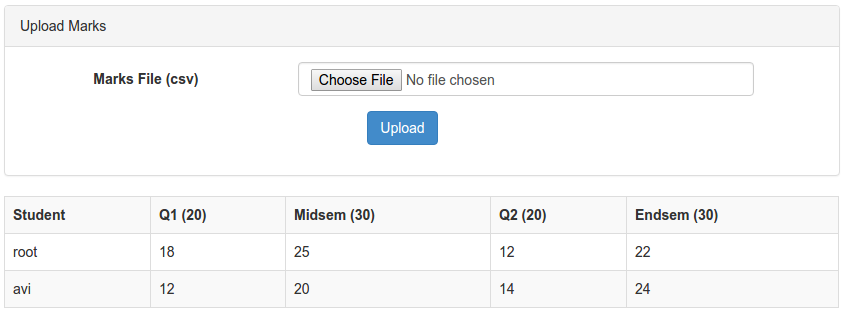 Upload Marks
Marks File (csv) Choose File No file chosen
Upload
Student Q1 (20) Midsem (30) Q2 (20) Endsem (30)
root 18 25 12 22
avi 12 20 14 24